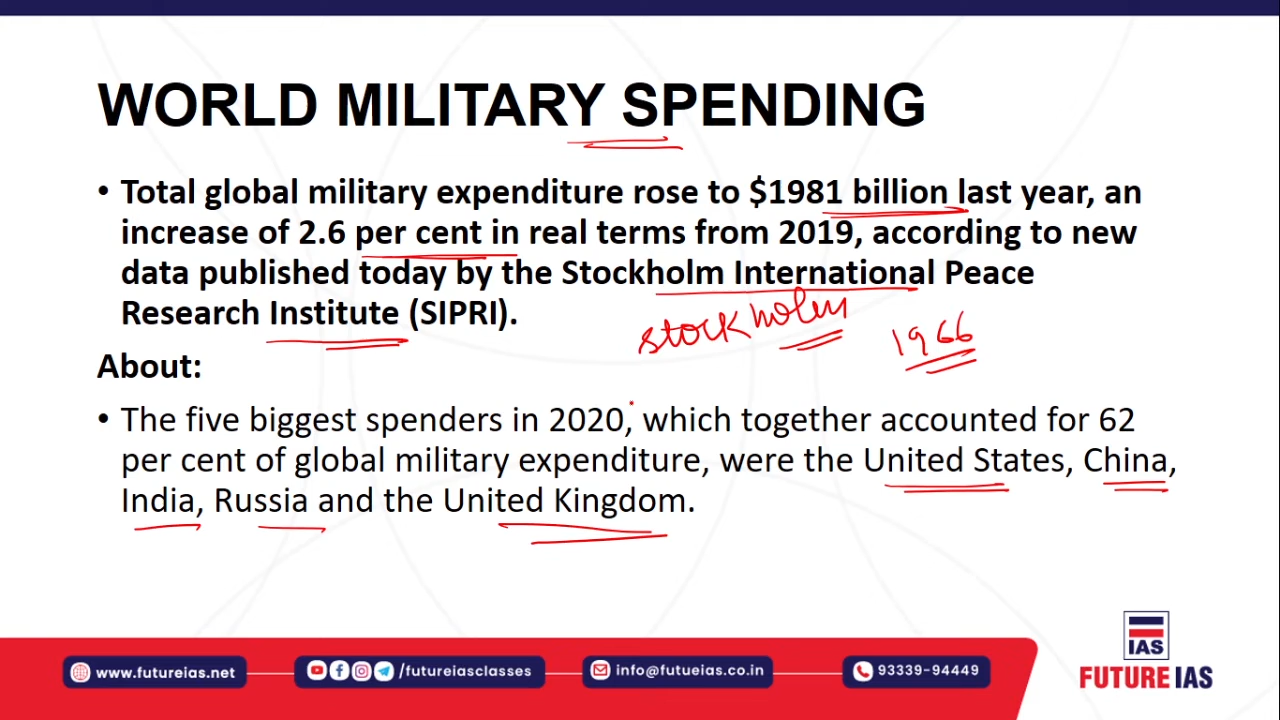 WORLD MILITARY SPENDING
• Total global military expenditure rose to $1981 billion last year, an
increase of 2.6 per cent in real terms from 2019, according to new
data published today by the Stockholm International Peace
Research Institute (SIPRI).
stockholm 1966
About:
• The five biggest spenders in 2020, which together accounted for 62
per cent of global military expenditure, were the United States, China,
India, Russia and the United Kingdom.
IAS
www.futureias.net /futureiasclasses info@futueias.co.in 93339-94449 FUTURE IAS